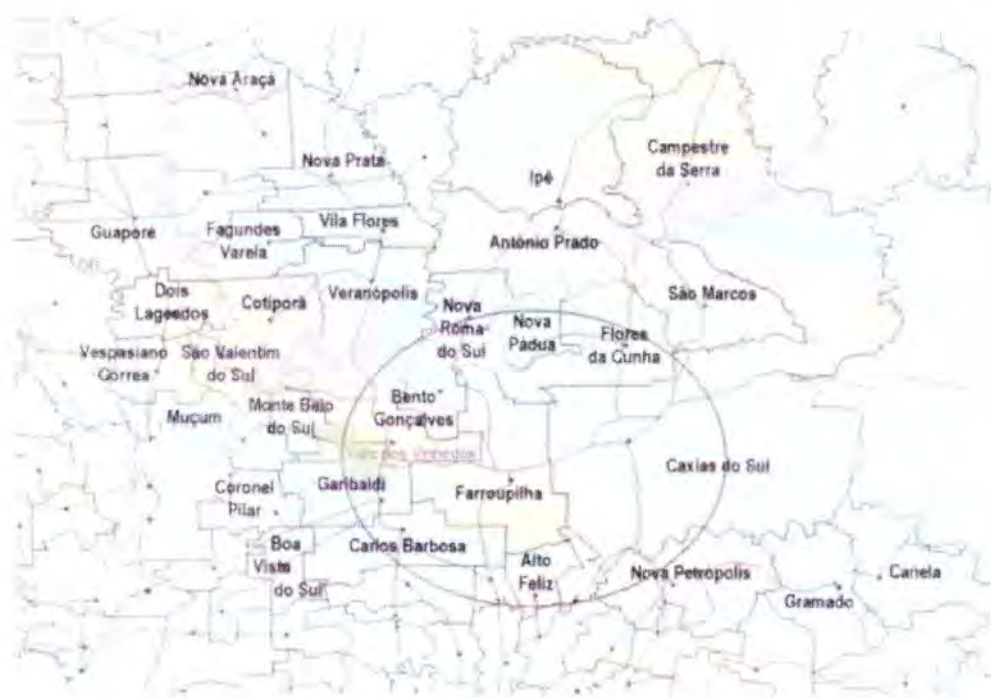 Nova Araçá
Nova Prata
Campestre
da Serra
Ipê
Guaporé
Fagundes
Varela
Vila Flores
Antônio Prado
Dois
Lageados
Cotiporã
Veranópolis
São Marcos
Nova
Roma
do Sul
Nova
Pádua
Flores
da Cunha
Vespasiano
Correa
São Valentim
do Sul
Muçum
Monte Belo
do Sul
Bento
Gonçalves
Vale dos Vinhedos
Caxias do Sul
Coronel
Pilar
Garibaldi
Farroupilha
Boa
Vista
do Sul
Carlos Barbosa
Alto
Feliz
Nova Petropolis
Gramado
Canela